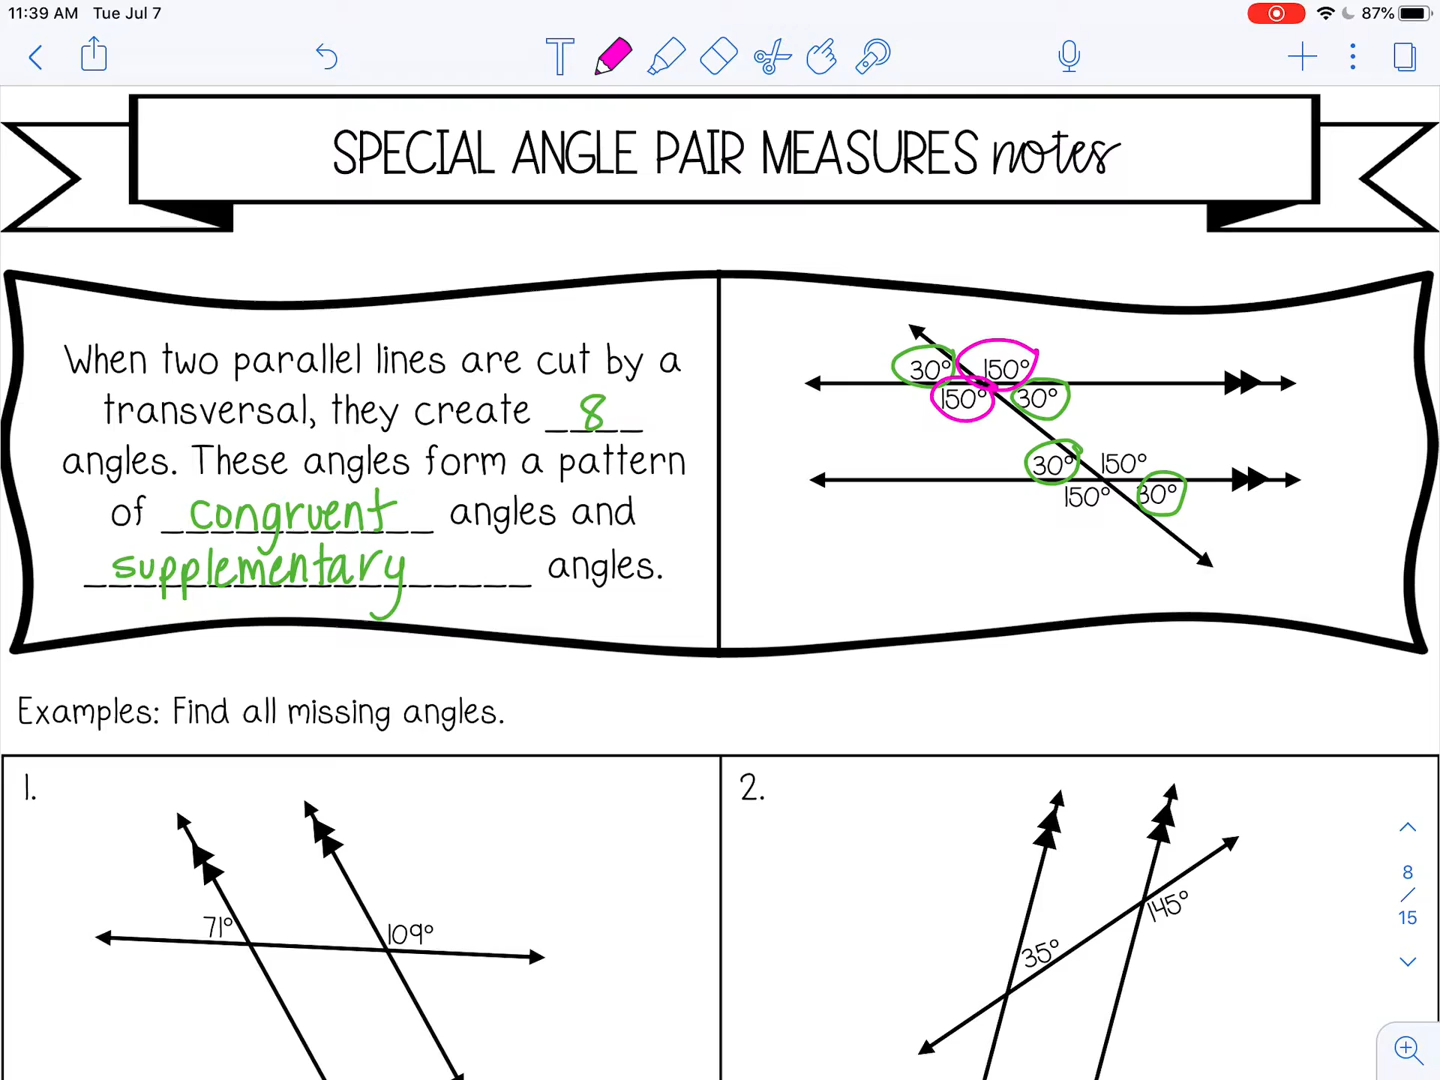 11:39 AM Tue Jul 7
87%
T
SPECIAL ANGLE PAIR MEASURES notes
When two parallel lines are cut by a
transversal, they create 8
angles. These angles form a pattern
of congruent angles and
supplementary angles.
30° 150°
150° 30°
30° 150°
150° 30°
Examples: Find all missing angles.
1.
71°
109°
2.
145°
35°
8
/
15